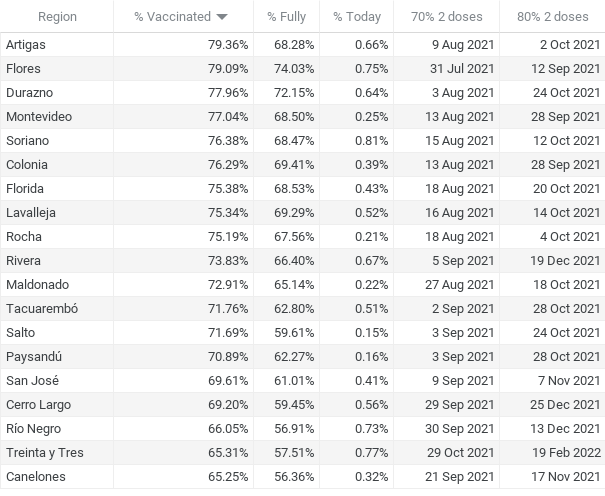 Region % Vaccinated % Fully % Today 70% 2 doses 80% 2 doses
Artigas 79.36% 68.28% 0.66% 9 Aug 2021 2 Oct 2021
Flores 79.09% 74.03% 0.75% 31 Jul 2021 12 Sep 2021
Durazno 77.96% 72.15% 0.64% 3 Aug 2021 24 Oct 2021
Montevideo 77.04% 68.50% 0.25% 13 Aug 2021 28 Sep 2021
Soriano 76.38% 68.47% 0.81% 15 Aug 2021 12 Oct 2021
Colonia 76.29% 69.41% 0.39% 13 Aug 2021 28 Sep 2021
Florida 75.38% 68.53% 0.43% 18 Aug 2021 20 Oct 2021
Lavalleja 75.34% 69.29% 0.52% 16 Aug 2021 14 Oct 2021
Rocha 75.19% 67.56% 0.21% 18 Aug 2021 4 Oct 2021
Rivera 73.83% 66.40% 0.67% 5 Sep 2021 19 Dec 2021
Maldonado 72.91% 65.14% 0.22% 27 Aug 2021 18 Oct 2021
Tacuarembó 71.76% 62.80% 0.51% 2 Sep 2021 28 Oct 2021
Salto 71.69% 59.61% 0.15% 3 Sep 2021 24 Oct 2021
Paysandú 70.89% 62.27% 0.16% 3 Sep 2021 28 Oct 2021
San José 69.61% 61.01% 0.41% 9 Sep 2021 7 Nov 2021
Cerro Largo 69.20% 59.45% 0.56% 29 Sep 2021 25 Dec 2021
Río Negro 66.05% 56.91% 0.73% 30 Sep 2021 13 Dec 2021
Treinta y Tres 65.31% 57.51% 0.77% 29 Oct 2021 19 Feb 2022
Canelones 65.25% 56.36% 0.32% 21 Sep 2021 17 Nov 2021